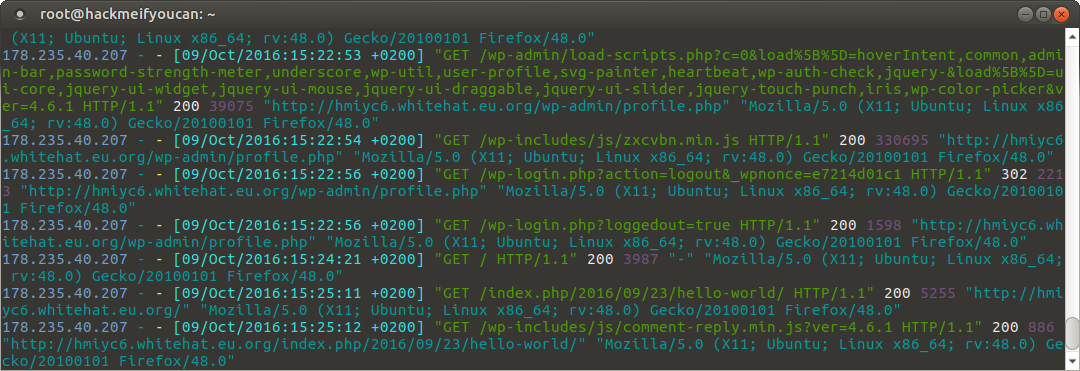 root@hackmeifyoucan: ~
(X11; Ubuntu; Linux x86_64; rv:48.0) Gecko/20100101 Firefox/48.0"
178.235.40.207 - - [09/Oct/2016:15:22:53 +0200] "GET /wp-admin/load-scripts.php?c=0&load%5B%5D=hoverIntent,common,admi
n-bar,password-strength-meter,underscore,wp-util,user-profile,svg-painter,heartbeat,wp-auth-check,jquery-&load%5B%5D=u
i-core,jquery-ui-widget,jquery-ui-mouse,jquery-ui-draggable,jquery-ui-slider,jquery-touch-punch,iris,wp-color-picker&v
er=4.6.1 HTTP/1.1" 200 39075 "http://hmiyc6.whitehat.eu.org/wp-admin/profile.php" "Mozilla/5.0 (X11; Ubuntu; Linux x86
_64; rv:48.0) Gecko/20100101 Firefox/48.0"
178.235.40.207 - - [09/Oct/2016:15:22:54 +0200] "GET /wp-includes/js/zxcvbn.min.js HTTP/1.1" 200 330695 "http://hmiyc6
.whitehat.eu.org/wp-admin/profile.php" "Mozilla/5.0 (X11; Ubuntu; Linux x86_64; rv:48.0) Gecko/20100101 Firefox/48.0"
178.235.40.207 - - [09/Oct/2016:15:22:56 +0200] "GET /wp-login.php?action=logout&_wpnonce=e7214d01c1 HTTP/1.1" 302 221
3 "http://hmiyc6.whitehat.eu.org/wp-admin/profile.php" "Mozilla/5.0 (X11; Ubuntu; Linux x86_64; rv:48.0) Gecko/2010010
1 Firefox/48.0"
178.235.40.207 - - [09/Oct/2016:15:22:56 +0200] "GET /wp-login.php?loggedout=true HTTP/1.1" 200 1598 "http://hmiyc6.wh
itehat.eu.org/wp-admin/profile.php" "Mozilla/5.0 (X11; Ubuntu; Linux x86_64; rv:48.0) Gecko/20100101 Firefox/48.0"
178.235.40.207 - - [09/Oct/2016:15:24:21 +0200] "GET / HTTP/1.1" 200 3987 "-" "Mozilla/5.0 (X11; Ubuntu; Linux x86_64;
rv:48.0) Gecko/20100101 Firefox/48.0"
178.235.40.207 - - [09/Oct/2016:15:25:11 +0200] "GET /index.php/2016/09/23/hello-world/ HTTP/1.1" 200 5255 "http://hmi
yc6.whitehat.eu.org/" "Mozilla/5.0 (X11; Ubuntu; Linux x86_64; rv:48.0) Gecko/20100101 Firefox/48.0"
178.235.40.207 - - [09/Oct/2016:15:25:12 +0200] "GET /wp-includes/js/comment-reply.min.js?ver=4.6.1 HTTP/1.1" 200 886
"http://hmiyc6.whitehat.eu.org/index.php/2016/09/23/hello-world/" "Mozilla/5.0 (X11; Ubuntu; Linux x86_64; rv:48.0) Ge
cko/20100101 Firefox/48.0"